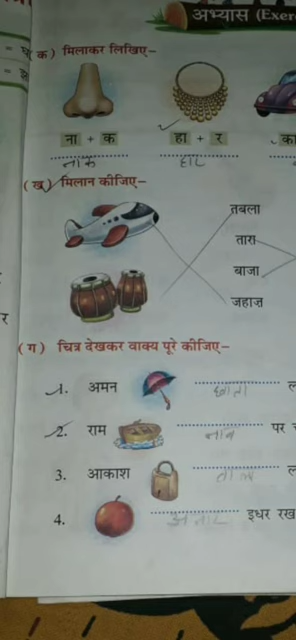 अभ्यास (Exer
क) मिलाकर लिखिए–
ना + क हा + र का
नाक हार
(ख) मिलान कीजिए–
तबला
तारा
बाजा
जहाज़
(ग) चित्र देखकर वाक्य पूरे कीजिए–
1. अमन
2. राम नाव पर
3. आकाश
4. अनार इधर रख